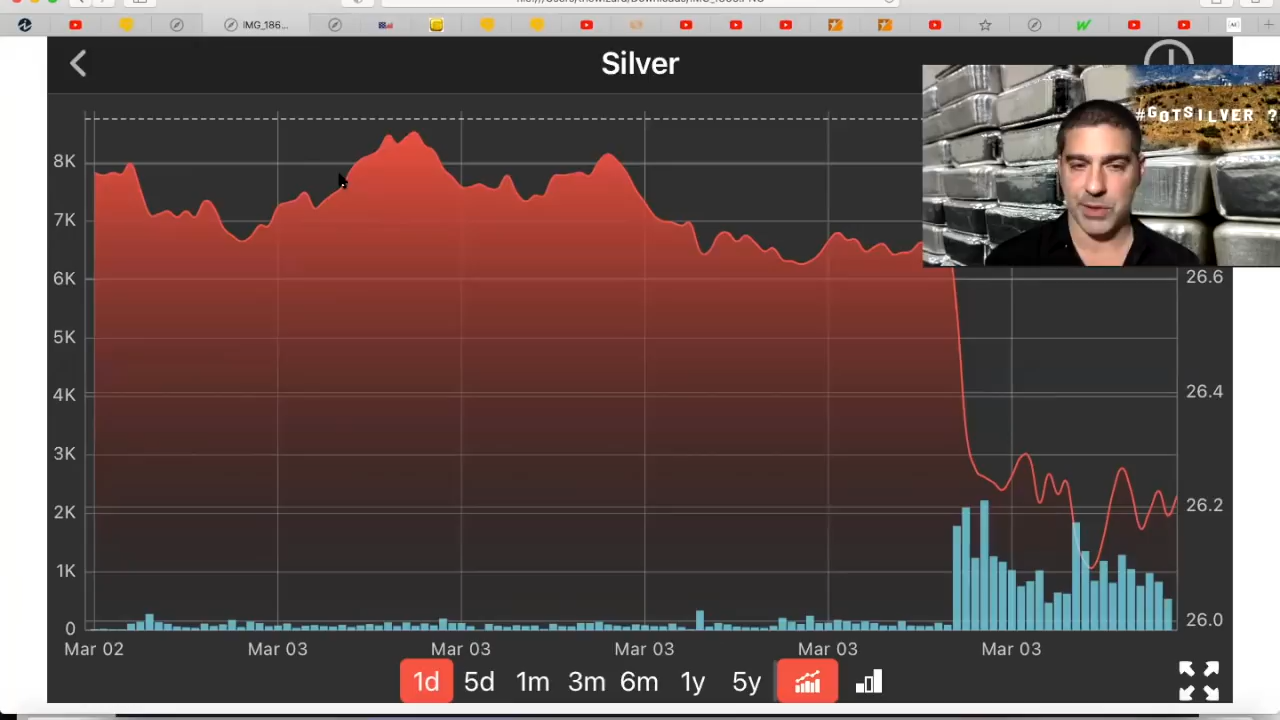 IMG_186...
Silver
#GOTSILVER ?
8K
7K
6K
26.6
5K
4K
26.4
3K
2K
26.2
1K
0
26.0
Mar 02
Mar 03
Mar 03
Mar 03
Mar 03
Mar 03
1d
5d
1m
3m
6m
1y
5y